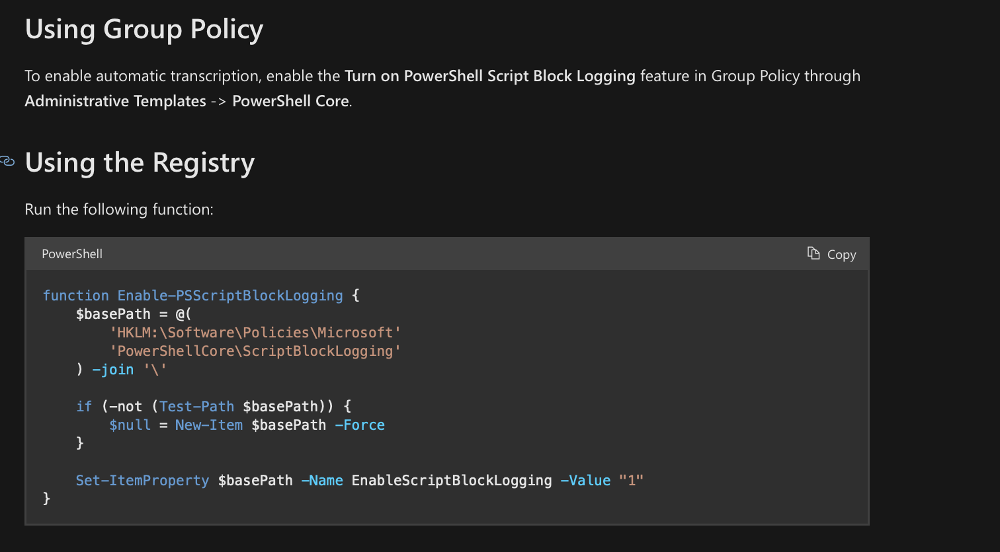 Using Group Policy
To enable automatic transcription, enable the Turn on PowerShell Script Block Logging feature in Group Policy through
Administrative Templates -> PowerShell Core.
Using the Registry
Run the following function:
PowerShell
Copy
function Enable-PSScriptBlockLogging {
    $basePath = @(
        'HKLM:\Software\Policies\Microsoft'
        'PowerShellCore\ScriptBlockLogging'
    ) -join '\'
    if (-not (Test-Path $basePath)) {
        $null = New-Item $basePath -Force
    }
    Set-ItemProperty $basePath -Name EnableScriptBlockLogging -Value "1"
}